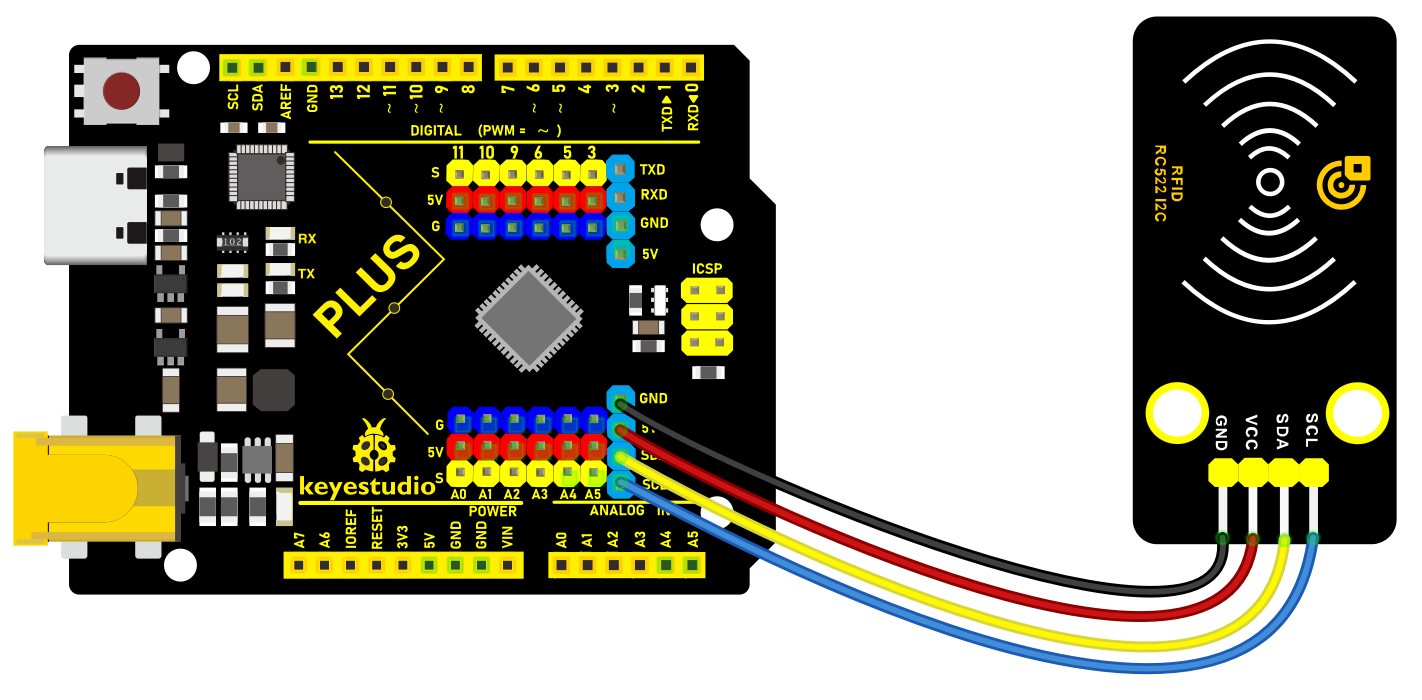 SCL SDA AREF GND 13 12 ~11 ~10 ~9 8 7 ~6 ~5 4 ~3 2 TXD▶1 RXD◀0
DIGITAL (PWM = ~ )
11 10 9 6 5 3
S
5V
G
TXD
RXD
GND
5V
RX
TX
102
PLUS
ICSP
GND
G
5V
S
keyestudio
A0 A1 A2 A3 A4 A5
POWER
ANALOG IN
A7 A6 IOREF RESET 3V3 5V GND GND VIN
A0 A1 A2 A3 A4 A5
RFID
RC522 I2C
GND VCC SDA SCL